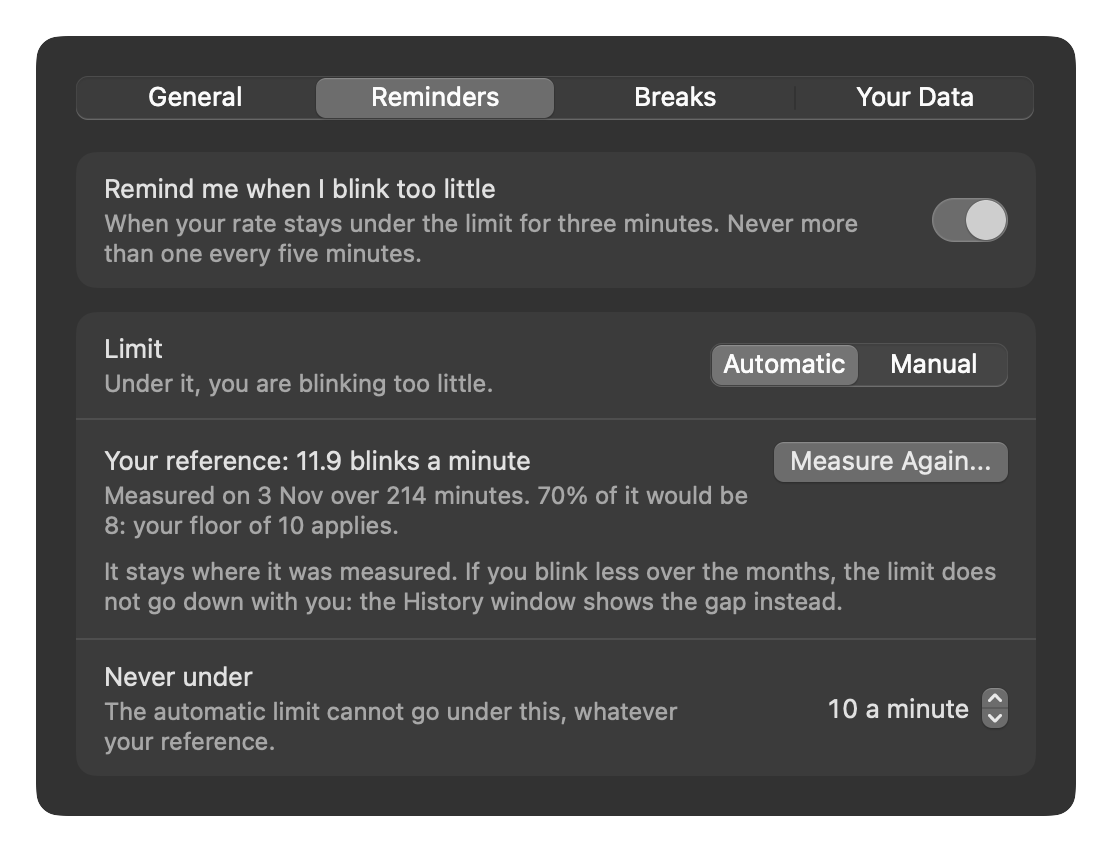 General
Reminders
Breaks
Your Data
Remind me when I blink too little
When your rate stays under the limit for three minutes. Never more
than one every five minutes.
Limit
Under it, you are blinking too little.
Automatic
Manual
Your reference: 11.9 blinks a minute
Measure Again...
Measured on 3 Nov over 214 minutes. 70% of it would be
8: your floor of 10 applies.
It stays where it was measured. If you blink less over the months, the limit does
not go down with you: the History window shows the gap instead.
Never under
The automatic limit cannot go under this, whatever
your reference.
10 a minute